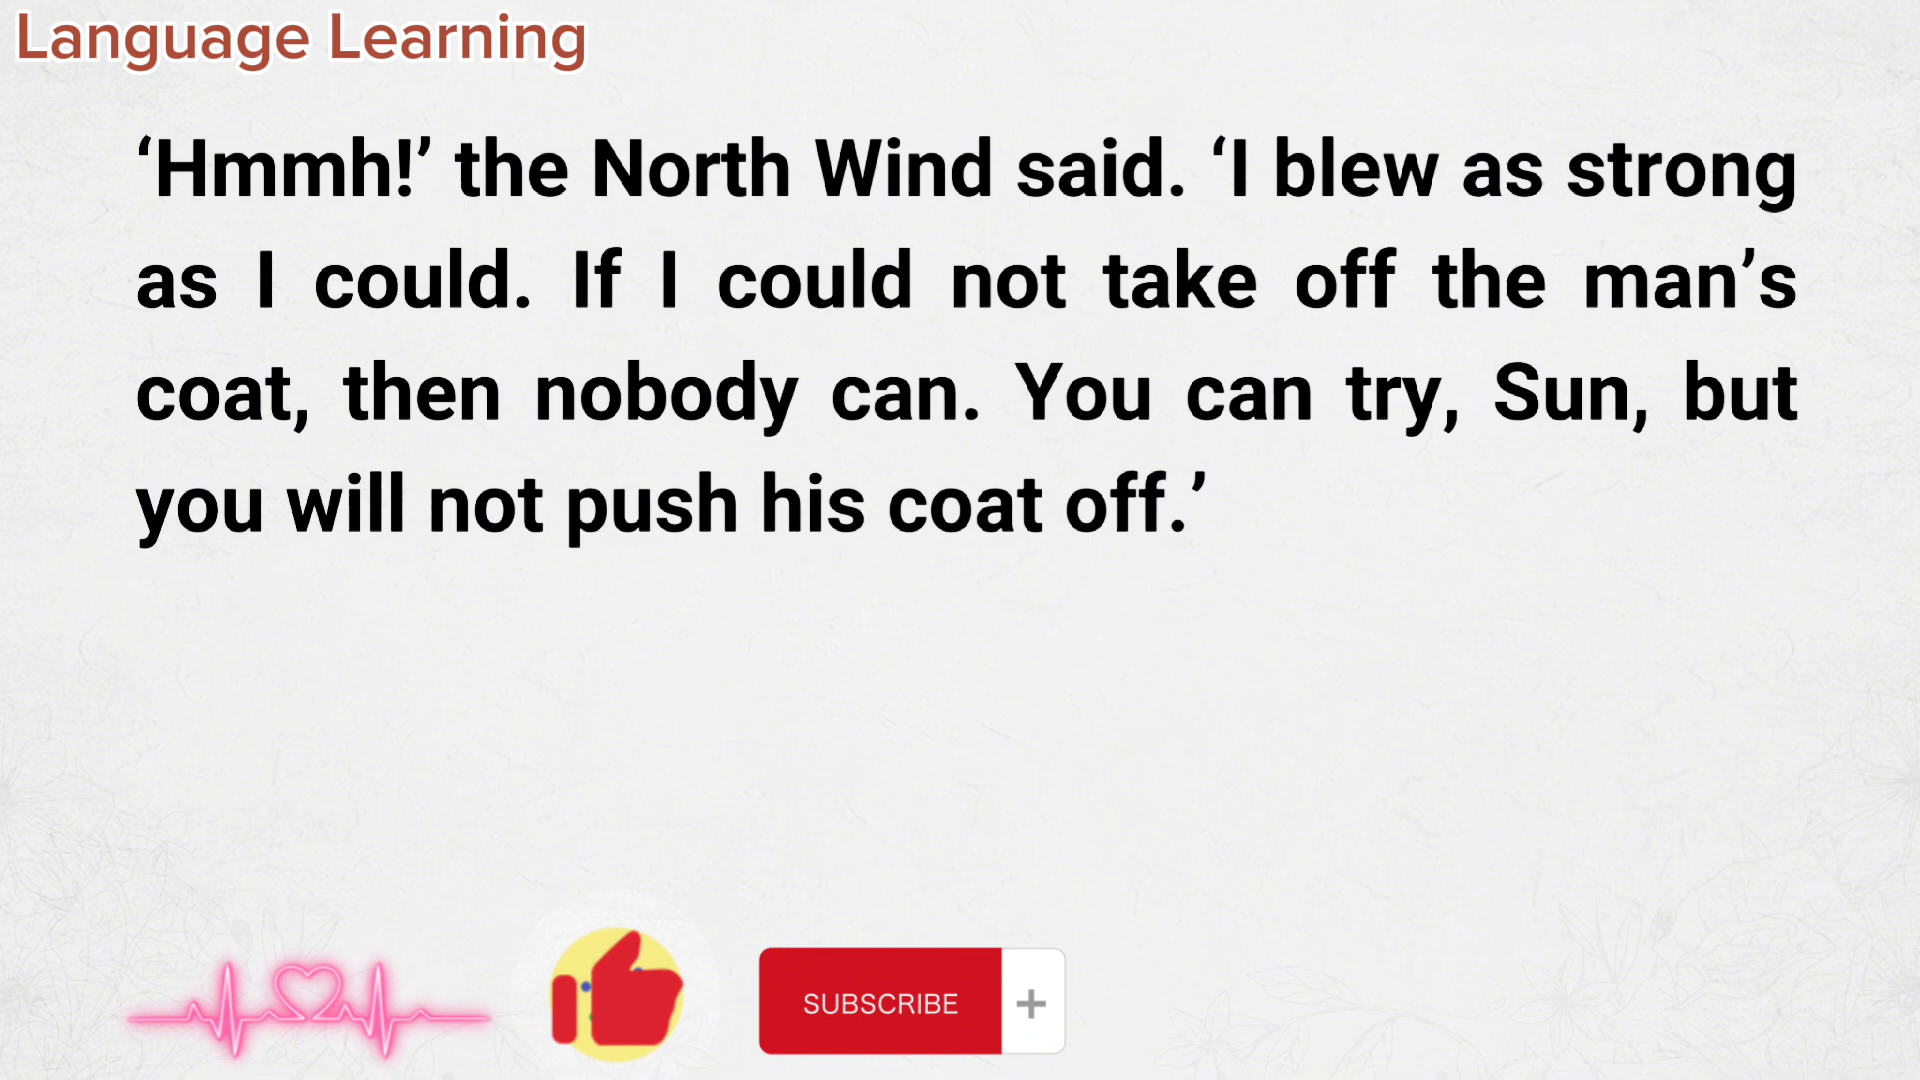 Language Learning
‘Hmmh!’ the North Wind said. ‘I blew as strong
as I could. If I could not take off the man’s
coat, then nobody can. You can try, Sun, but
you will not push his coat off.’
SUBSCRIBE +